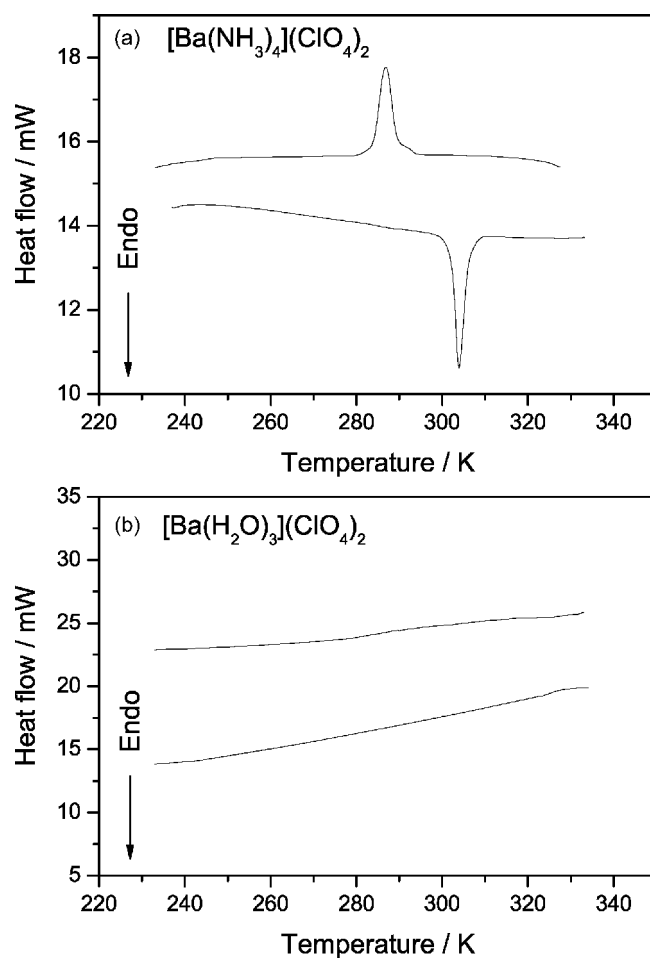 (a) [Ba(NH₃)₄](ClO₄)₂
18
16
14
12
10
Heat flow / mW
Endo
220 240 260 280 300 320 340
Temperature / K
(b) [Ba(H₂O)₃](ClO₄)₂
35
30
25
20
15
10
5
Heat flow / mW
Endo
220 240 260 280 300 320 340
Temperature / K